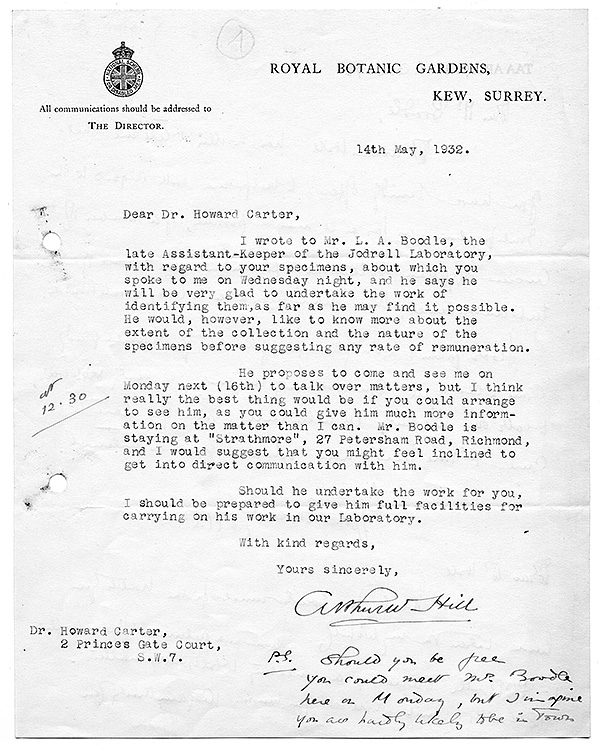 1
ROYAL BOTANIC GARDENS,
KEW, SURREY.
All communications should be addressed to
THE DIRECTOR.
14th May, 1932.
Dear Dr. Howard Carter,
I wrote to Mr. L. A. Boodle, the
late Assistant-Keeper of the Jodrell Laboratory,
with regard to your specimens, about which you
spoke to me on Wednesday night, and he says he
will be very glad to undertake the work of
identifying them,as far as he may find it possible.
He would, however, like to know more about the
extent of the collection and the nature of the
specimens before suggesting any rate of remuneration.
He proposes to come and see me on
Monday next (16th) to talk over matters, but I think
really the best thing would be if you could arrange
to see him, as you could give him much more inform-
ation on the matter than I can. Mr. Boodle is
staying at "Strathmore", 27 Petersham Road, Richmond,
and I would suggest that you might feel inclined to
get into direct communication with him.
at
12.30
Should he undertake the work for you,
I should be prepared to give him full facilities for
carrying on his work in our Laboratory.
With kind regards,
Yours sincerely,
Arthur W Hill
Dr. Howard Carter,
2 Princes Gate Court,
S.W.7.
P.S. Should you be free
you could meet Mr. Boodle
here on Monday, but I imagine
you are hardly likely to be in Town